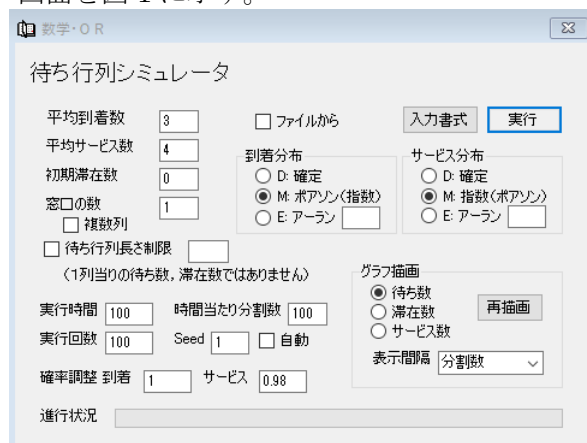 数学・OR
待ち行列シミュレータ
平均到着数 3 ファイルから 入力書式 実行
平均サービス数 4
初期滞在数 0
窓口の数 1
複数列
到着分布
D: 確定
M: ポアソン(指数)
E: アーラン
サービス分布
D: 確定
M: 指数(ポアソン)
E: アーラン
待ち行列長さ制限
(1列当りの待ち数, 滞在数ではありません)
グラフ描画
待ち数
滞在数
サービス数
再描画
表示間隔 分割数
実行時間 100 時間当たり分割数 100
実行回数 100 Seed 1 自動
確率調整 到着 1 サービス 0.98
進行状況